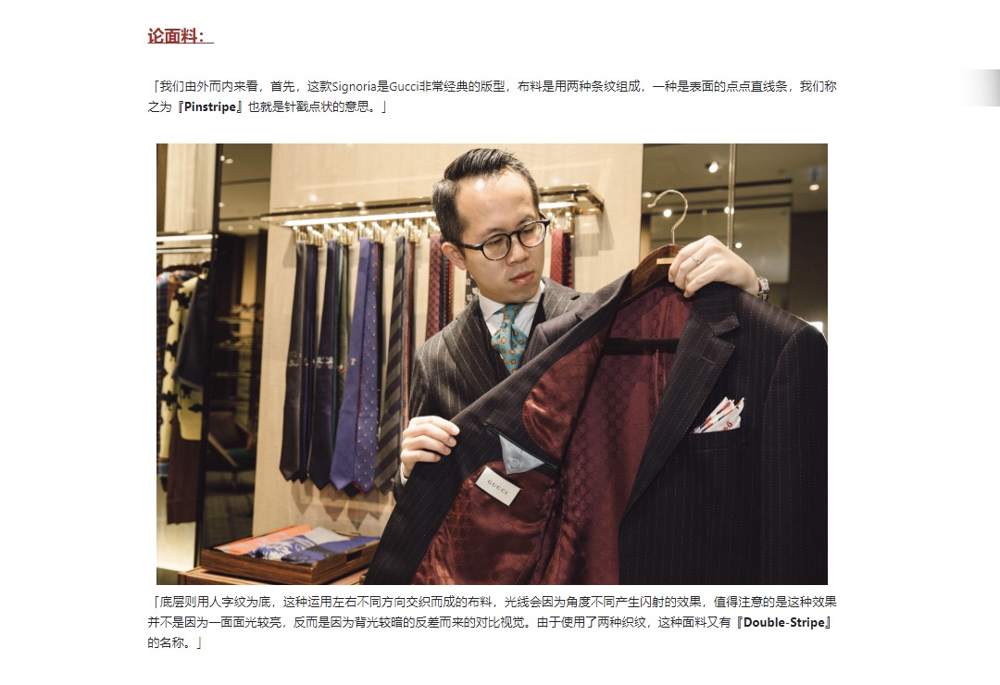 论面料：
「我们由外而内来看，首先，这款Signoria是Gucci非常经典的版型，布料是用两种条纹组成，一种是表面的点点直线条，我们称
之为『Pinstripe』也就是针戳点状的意思。」
GUCCI
「底层则用人字纹为底，这种运用左右不同方向交织而成的布料，光线会因为角度不同产生闪射的效果，值得注意的是这种效果
并不是因为一面面光较亮，反而是因为背光较暗的反差而来的对比视觉。由于使用了两种织纹，这种面料又有『Double-Stripe』
的名称。」